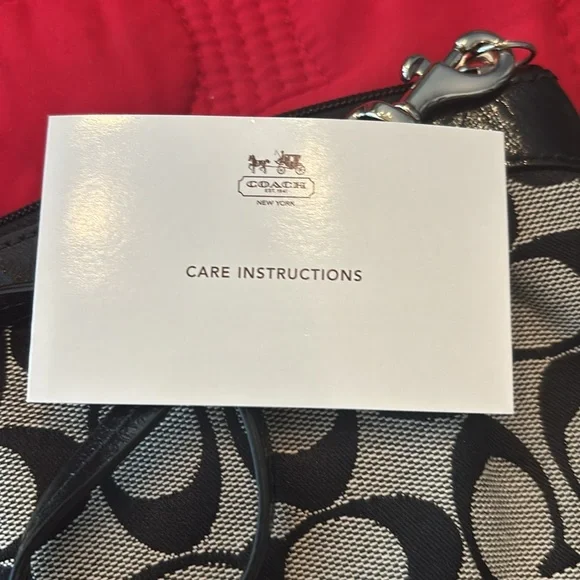 COACH
EST. 1941
NEW YORK
CARE INSTRUCTIONS